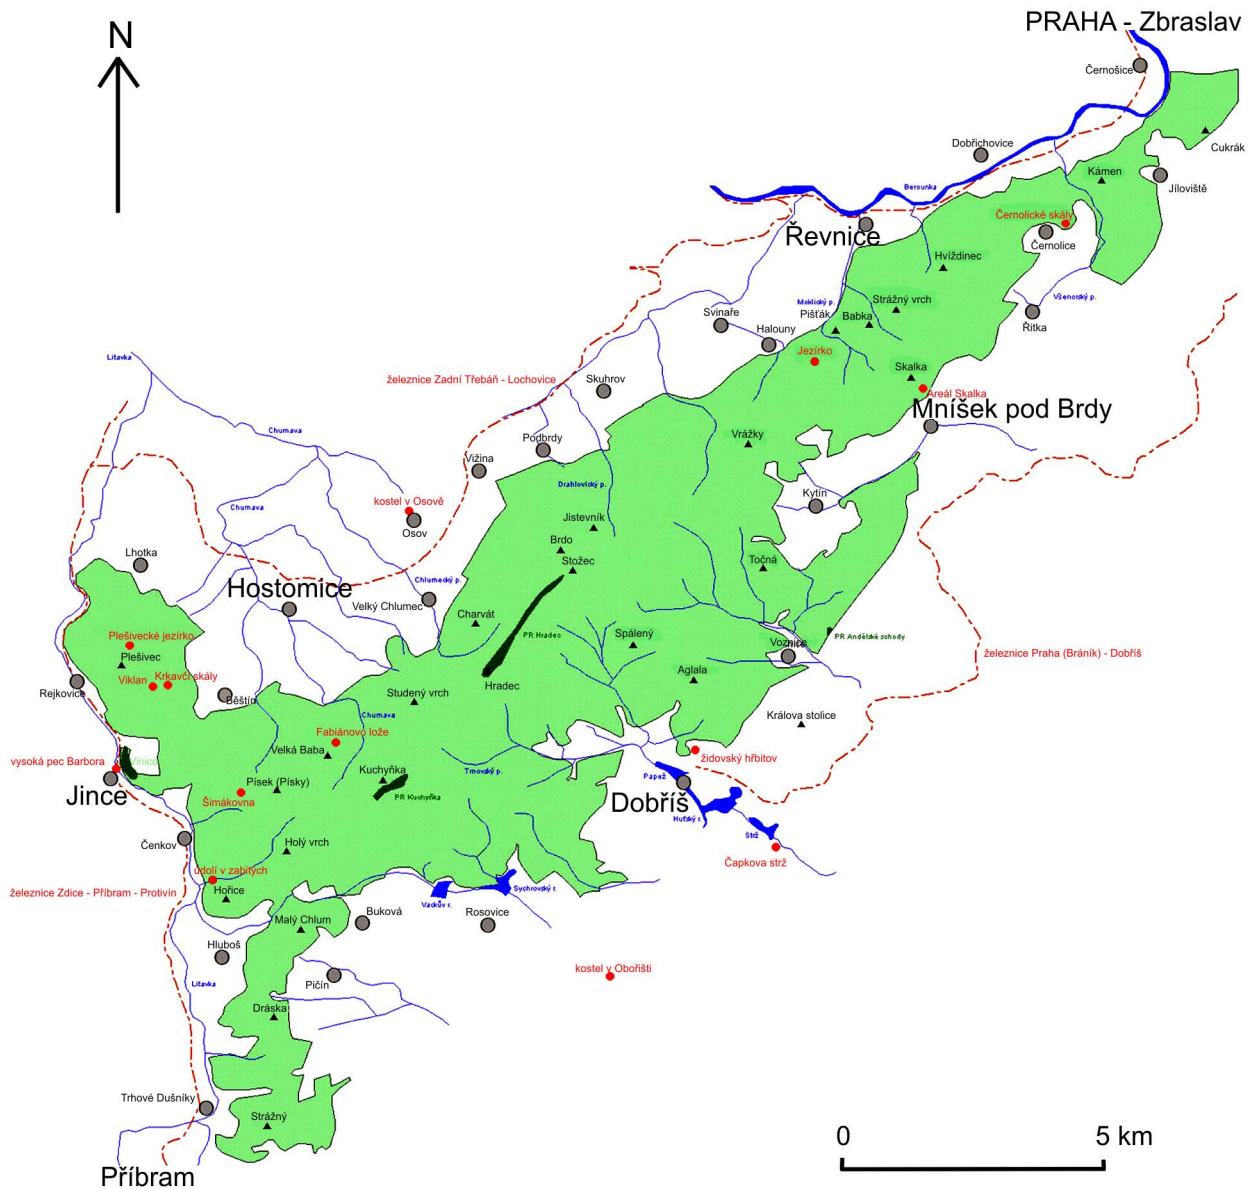 PRAHA - Zbraslav
N
Černošice
Cukrák
Dobřichovice
Kámen
Jíloviště
Berounka
Černolické skály
Řevnice
Černolice
Hvíždinec
Všenorský p.
Moklický p.
Strážný vrch
Svinaře
Pišťák
Babka
Řitka
Halouny
Litavka
Jezírko
Skalka
železnice Zadní Třebáň - Lochovice
Skuhrov
Areál Skalka
Mníšek pod Brdy
Chumava
Vrážky
Podbrdy
Vižina
Drahlovický p.
Kytín
kostel v Osově
Chumava
Jistevník
Osov
Brdo
Lhotka
Stožec
Točná
Chlumecký p.
Hostomice
Velký Chlumec
Charvát
PR Hradec
Spálený
PR Andělské schody
Plešivecké jezírko
Voznice
železnice Praha (Bráník) - Dobříš
Plešivec
Aglala
Viklan
Krkavčí skály
Hradec
Rejkovice
Běštín
Studený vrch
Chumava
Králova stolice
Fabiánovo lože
Velká Baba
židovský hřbitov
vysoká pec Barbora
Vinice
Kuchyňka
Trnovský p.
Papež
Písek (Písky)
Jince
PR Kuchyňka
Dobříš
Šimákovna
Huťský r.
Strž
Čenkov
Holý vrch
Čapkova strž
údolí v zabitých
železnice Zdice - Příbram - Protivín
Hořice
Sychrovský r.
Vackův r.
Malý Chlum
Buková
Rosovice
Hluboš
kostel v Obořišti
Litavka
Pičín
Dráska
Trhové Dušníky
Strážný
0
5 km
Příbram